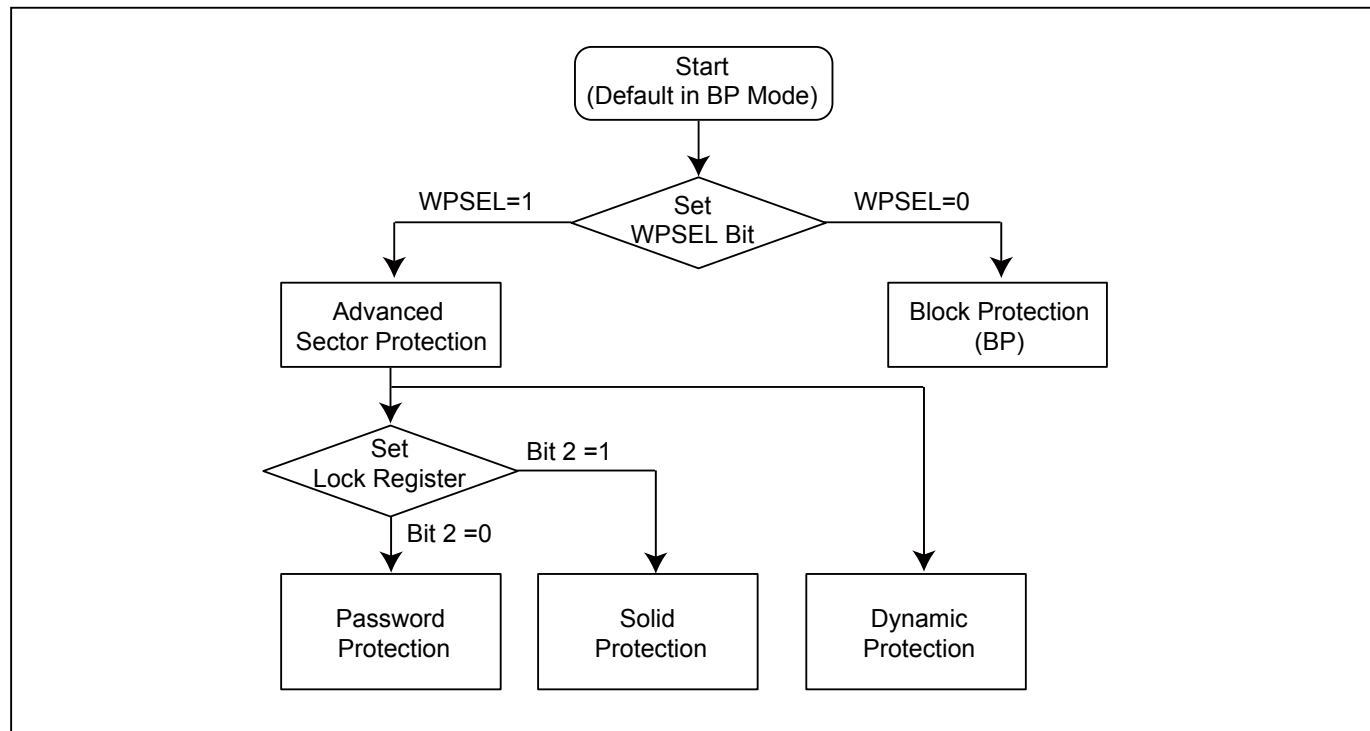 Start
(Default in BP Mode)
WPSEL=1
Set
WPSEL Bit
WPSEL=0
Advanced
Sector Protection
Block Protection
(BP)
Set
Lock Register
Bit 2 =1
Bit 2 =0
Password
Protection
Solid
Protection
Dynamic
Protection